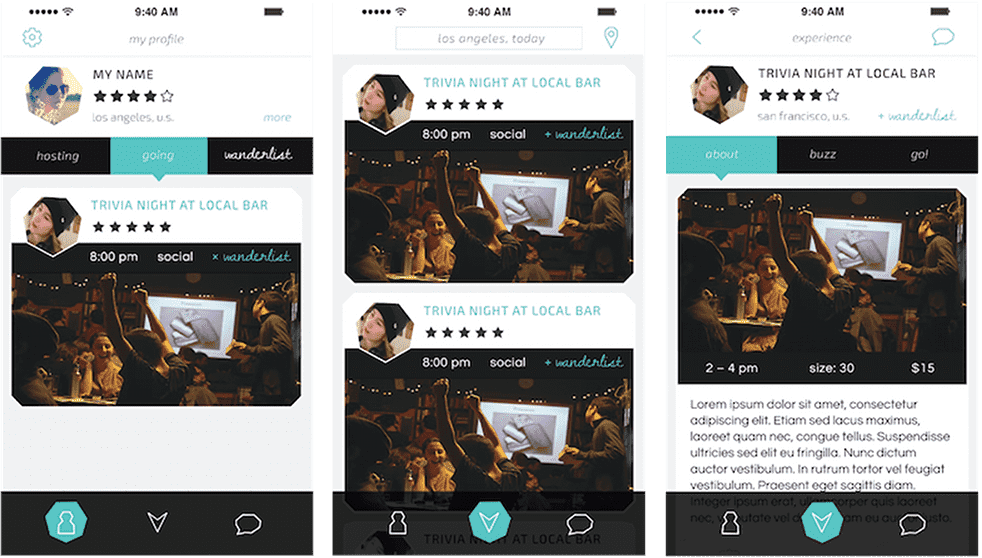 9:40 AM
my profile
MY NAME
los angeles, u.s.
more
hosting
going
wanderlist
TRIVIA NIGHT AT LOCAL BAR
8:00 pm social × wanderlist
9:40 AM
los angeles, today
TRIVIA NIGHT AT LOCAL BAR
8:00 pm social + wanderlist
TRIVIA NIGHT AT LOCAL BAR
8:00 pm social + wanderlist
9:40 AM
experience
TRIVIA NIGHT AT LOCAL BAR
san francisco, u.s. + wanderlist
about buzz go!
2 – 4 pm size: 30 $15
Lorem ipsum dolor sit amet, consectetur
adipiscing elit. Etiam sed lacus maximus,
laoreet quam nec, congue tellus. Suspendisse
ultricies sed elit eu fringilla. Nunc dictum
auctor vestibulum. In rutrum tortor vel feugiat
vestibulum. Praesent eget sagittis diam.
Integer ipsum erat, ullamcorper quis laoreet
nec, vulputate vel